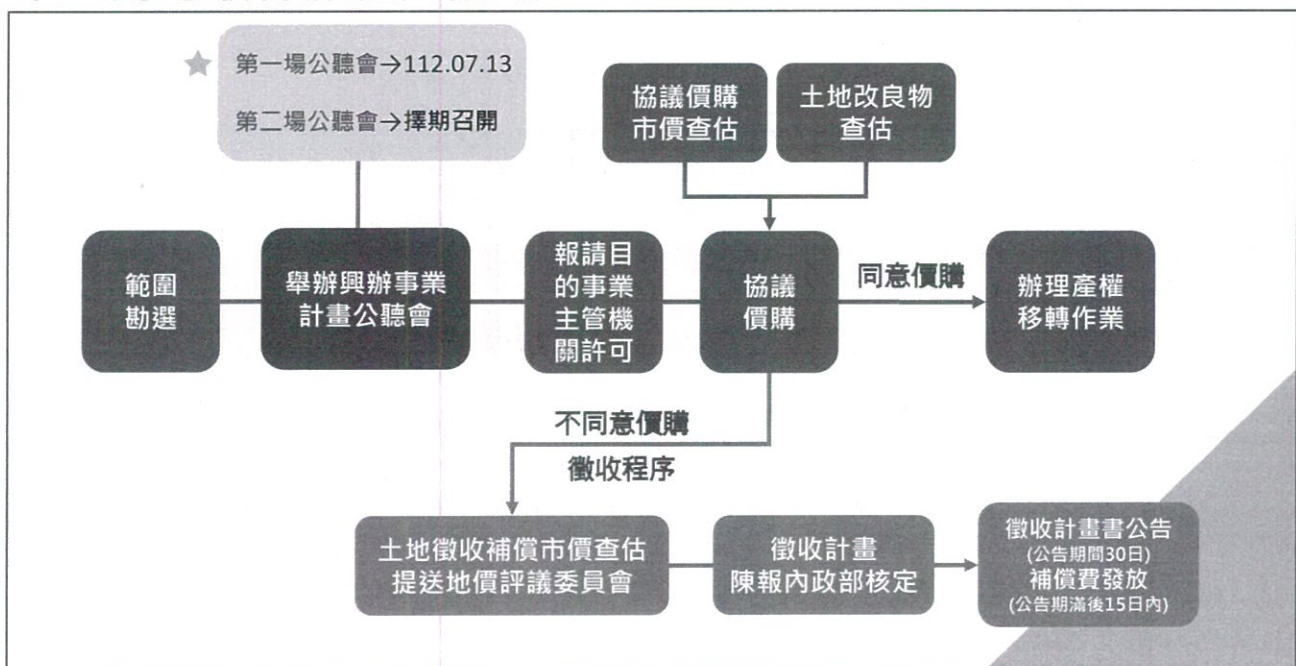 第一場公聽會→112.07.13
第二場公聽會→擇期召開
協議價購
市價查估
土地改良物
查估
範圍
勘選
舉辦興辦事業
計畫公聽會
報請目
的事業
主管機
關許可
協議
價購
同意價購
辦理產權
移轉作業
不同意價購
徵收程序
土地徵收補償市價查估
提送地價評議委員會
徵收計畫
陳報內政部核定
徵收計畫書公告
(公告期間30日)
補償費發放
(公告期滿後15日內)